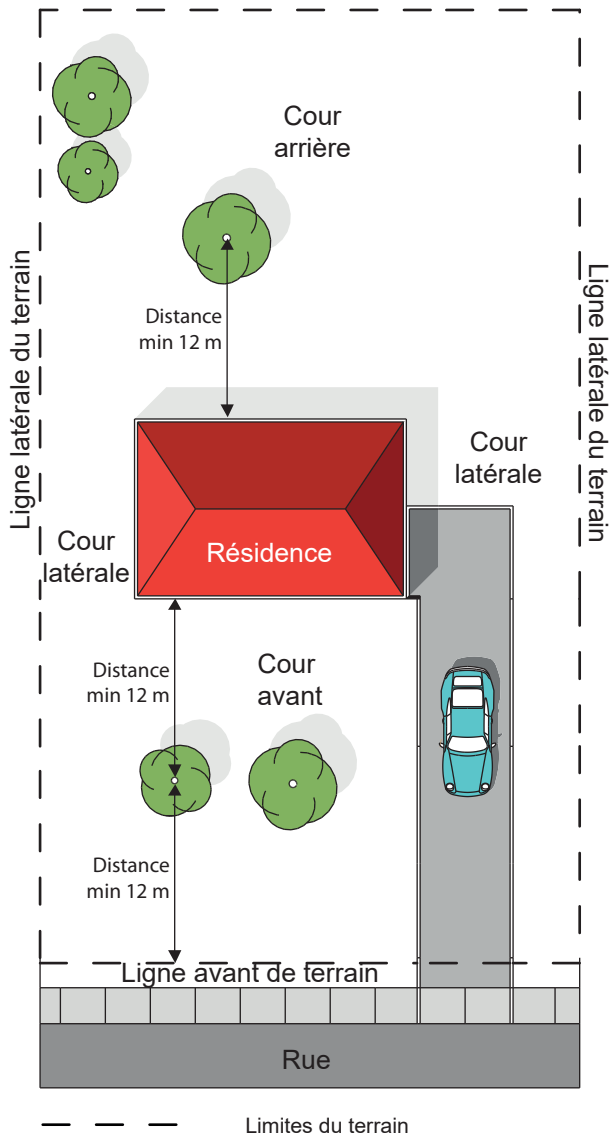 Cour
arrière
Distance
min 12 m
Ligne latérale du terrain
Ligne latérale du terrain
Cour
latérale
Cour
latérale
Résidence
Distance
min 12 m
Cour
avant
Distance
min 12 m
Ligne avant de terrain
Rue
Limites du terrain